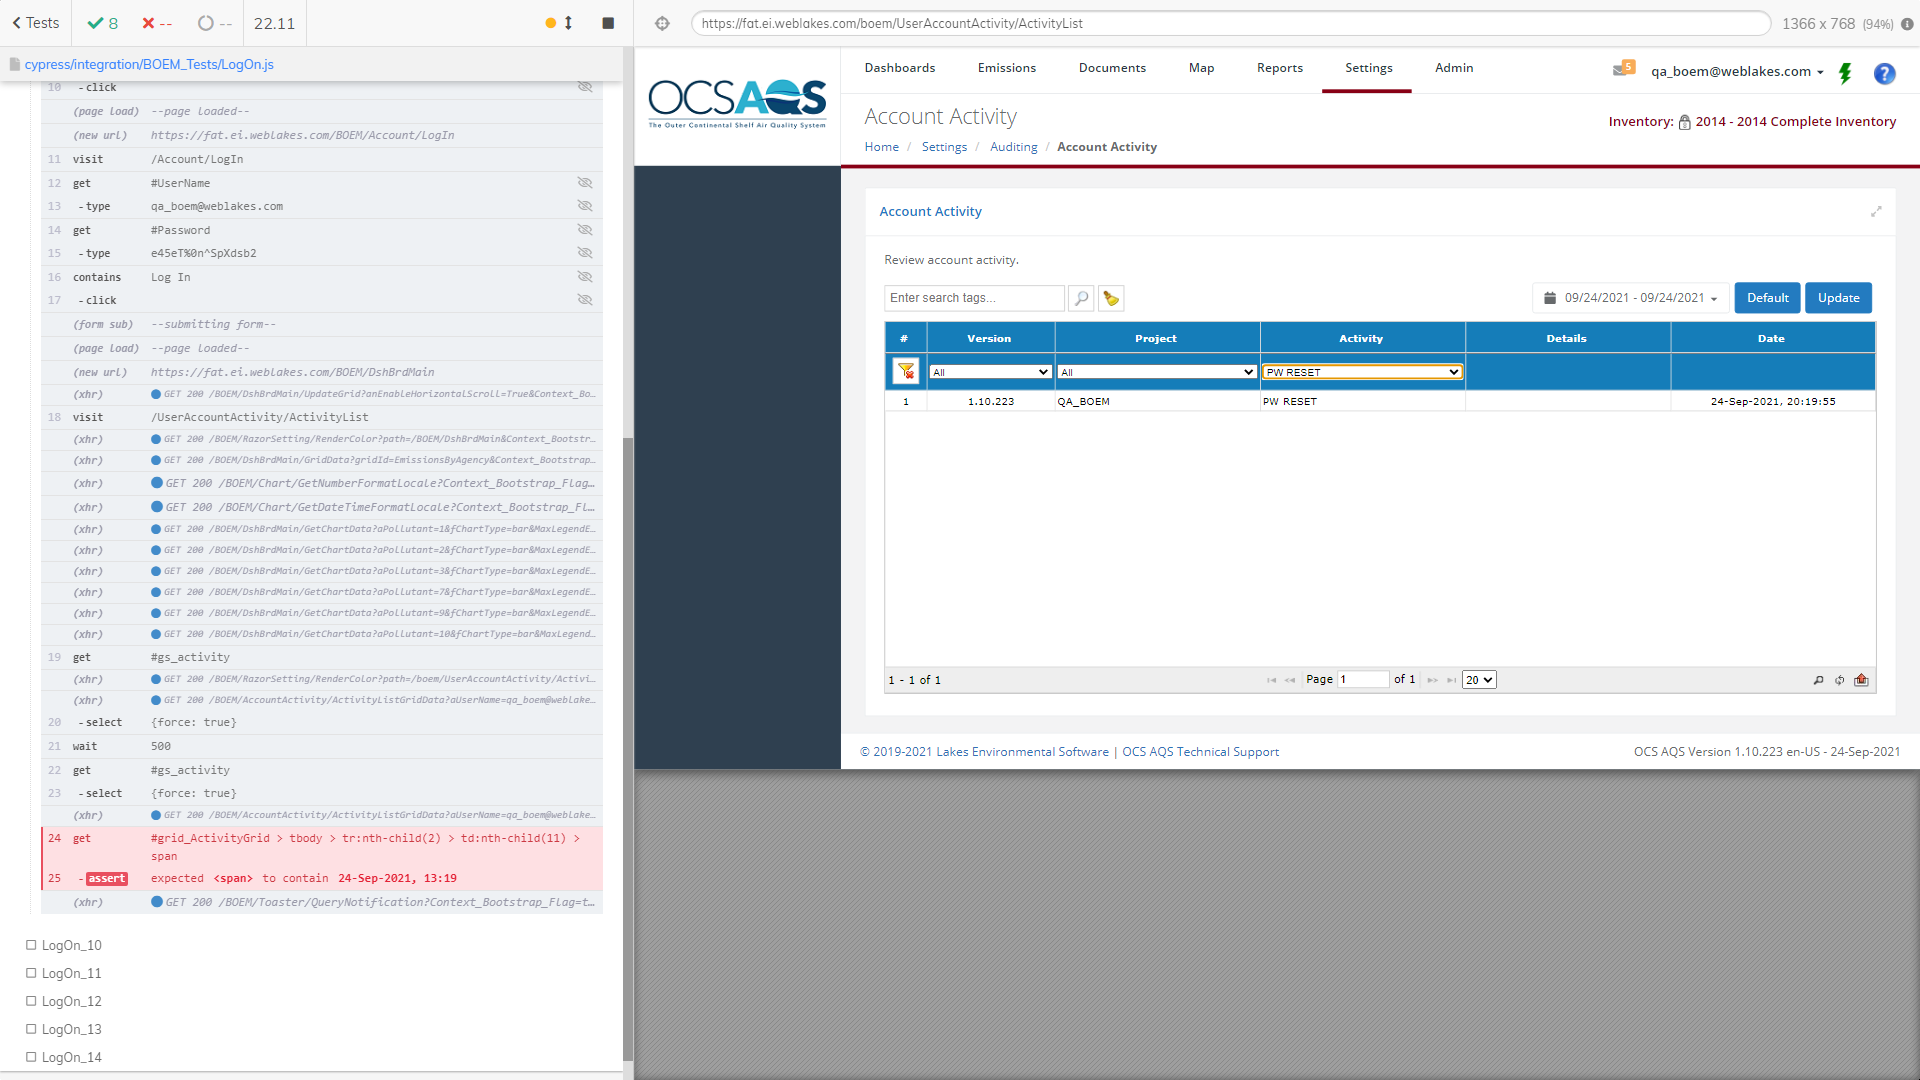 Tests
8
--
--
22.11
cypress/integration/BOEM_Tests/LogOn.js
10 -click
(page load) --page loaded--
(new url) https://fat.ei.weblakes.com/BOEM/Account/LogIn
11 visit /Account/LogIn
12 get #UserName
13 -type qa_boem@weblakes.com
14 get #Password
15 -type e45eT%0n^SpXdsb2
16 contains Log In
17 -click
(form sub) --submitting form--
(page load) --page loaded--
(new url) https://fat.ei.weblakes.com/BOEM/DshBrdMain
(xhr) GET 200 /BOEM/DshBrdMain/UpdateGrid?anEnableHorizontalScroll=True&Context_Bo...
18 visit /UserAccountActivity/ActivityList
(xhr) GET 200 /BOEM/RazorSetting/RenderColor?path=/BOEM/DshBrdMain&Context_Bootstr...
(xhr) GET 200 /BOEM/DshBrdMain/GridData?gridId=EmissionsByAgency&Context_Bootstrap...
(xhr) GET 200 /BOEM/Chart/GetNumberFormatLocale?Context_Bootstrap_Flag...
(xhr) GET 200 /BOEM/Chart/GetDateTimeFormatLocale?Context_Bootstrap_Fl...
(xhr) GET 200 /BOEM/DshBrdMain/GetChartData?aPollutant=1&fChartType=bar&MaxLegendE...
(xhr) GET 200 /BOEM/DshBrdMain/GetChartData?aPollutant=2&fChartType=bar&MaxLegendE...
(xhr) GET 200 /BOEM/DshBrdMain/GetChartData?aPollutant=3&fChartType=bar&MaxLegendE...
(xhr) GET 200 /BOEM/DshBrdMain/GetChartData?aPollutant=7&fChartType=bar&MaxLegendE...
(xhr) GET 200 /BOEM/DshBrdMain/GetChartData?aPollutant=9&fChartType=bar&MaxLegendE...
(xhr) GET 200 /BOEM/DshBrdMain/GetChartData?aPollutant=10&fChartType=bar&MaxLegend...
19 get #gs_activity
(xhr) GET 200 /BOEM/RazorSetting/RenderColor?path=/boem/UserAccountActivity/Activi...
(xhr) GET 200 /BOEM/AccountActivity/ActivityListGridData?aUserName=qa_boem@weblake...
20 -select {force: true}
21 wait 500
22 get #gs_activity
23 -select {force: true}
(xhr) GET 200 /BOEM/AccountActivity/ActivityListGridData?aUserName=qa_boem@weblake...
24 get #grid_ActivityGrid > tbody > tr:nth-child(2) > td:nth-child(11) >
span
25 -assert expected <span> to contain 24-Sep-2021, 13:19
(xhr) GET 200 /BOEM/Toaster/QueryNotification?Context_Bootstrap_Flag=t...
LogOn_10
LogOn_11
LogOn_12
LogOn_13
LogOn_14
https://fat.ei.weblakes.com/boem/UserAccountActivity/ActivityList
1366 x 768 (94%)
OCSAQS
The Outer Continental Shelf Air Quality System
Dashboards Emissions Documents Map Reports Settings Admin
5
qa_boem@weblakes.com
?
Account Activity
Inventory: 2014 - 2014 Complete Inventory
Home / Settings / Auditing / Account Activity
Account Activity
Review account activity.
Enter search tags...
09/24/2021 - 09/24/2021
Default
Update
# Version Project Activity Details Date
All All PW RESET
1 1.10.223 QA_BOEM PW RESET 24-Sep-2021, 20:19:55
1 - 1 of 1
Page 1 of 1
20
© 2019-2021 Lakes Environmental Software | OCS AQS Technical Support
OCS AQS Version 1.10.223 en-US - 24-Sep-2021